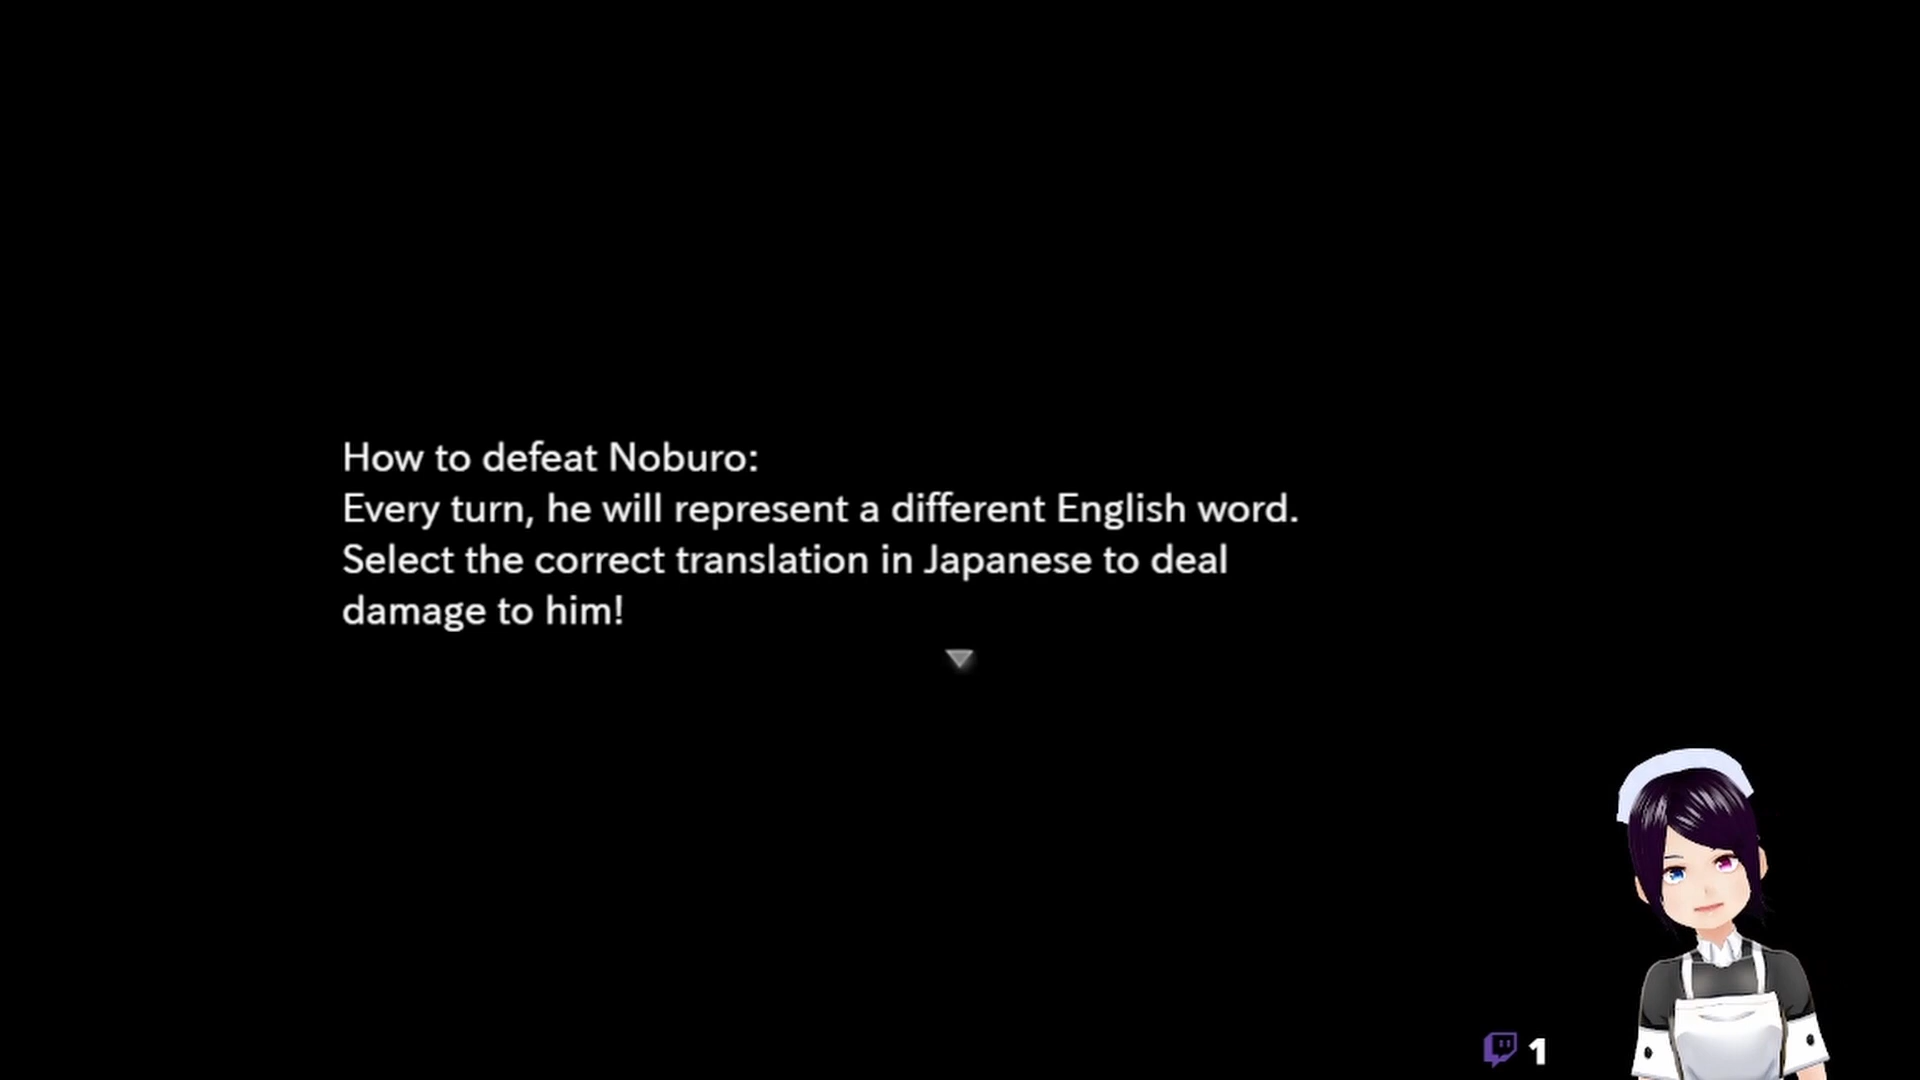 How to defeat Noburo:
Every turn, he will represent a different English word.
Select the correct translation in Japanese to deal
damage to him!
1